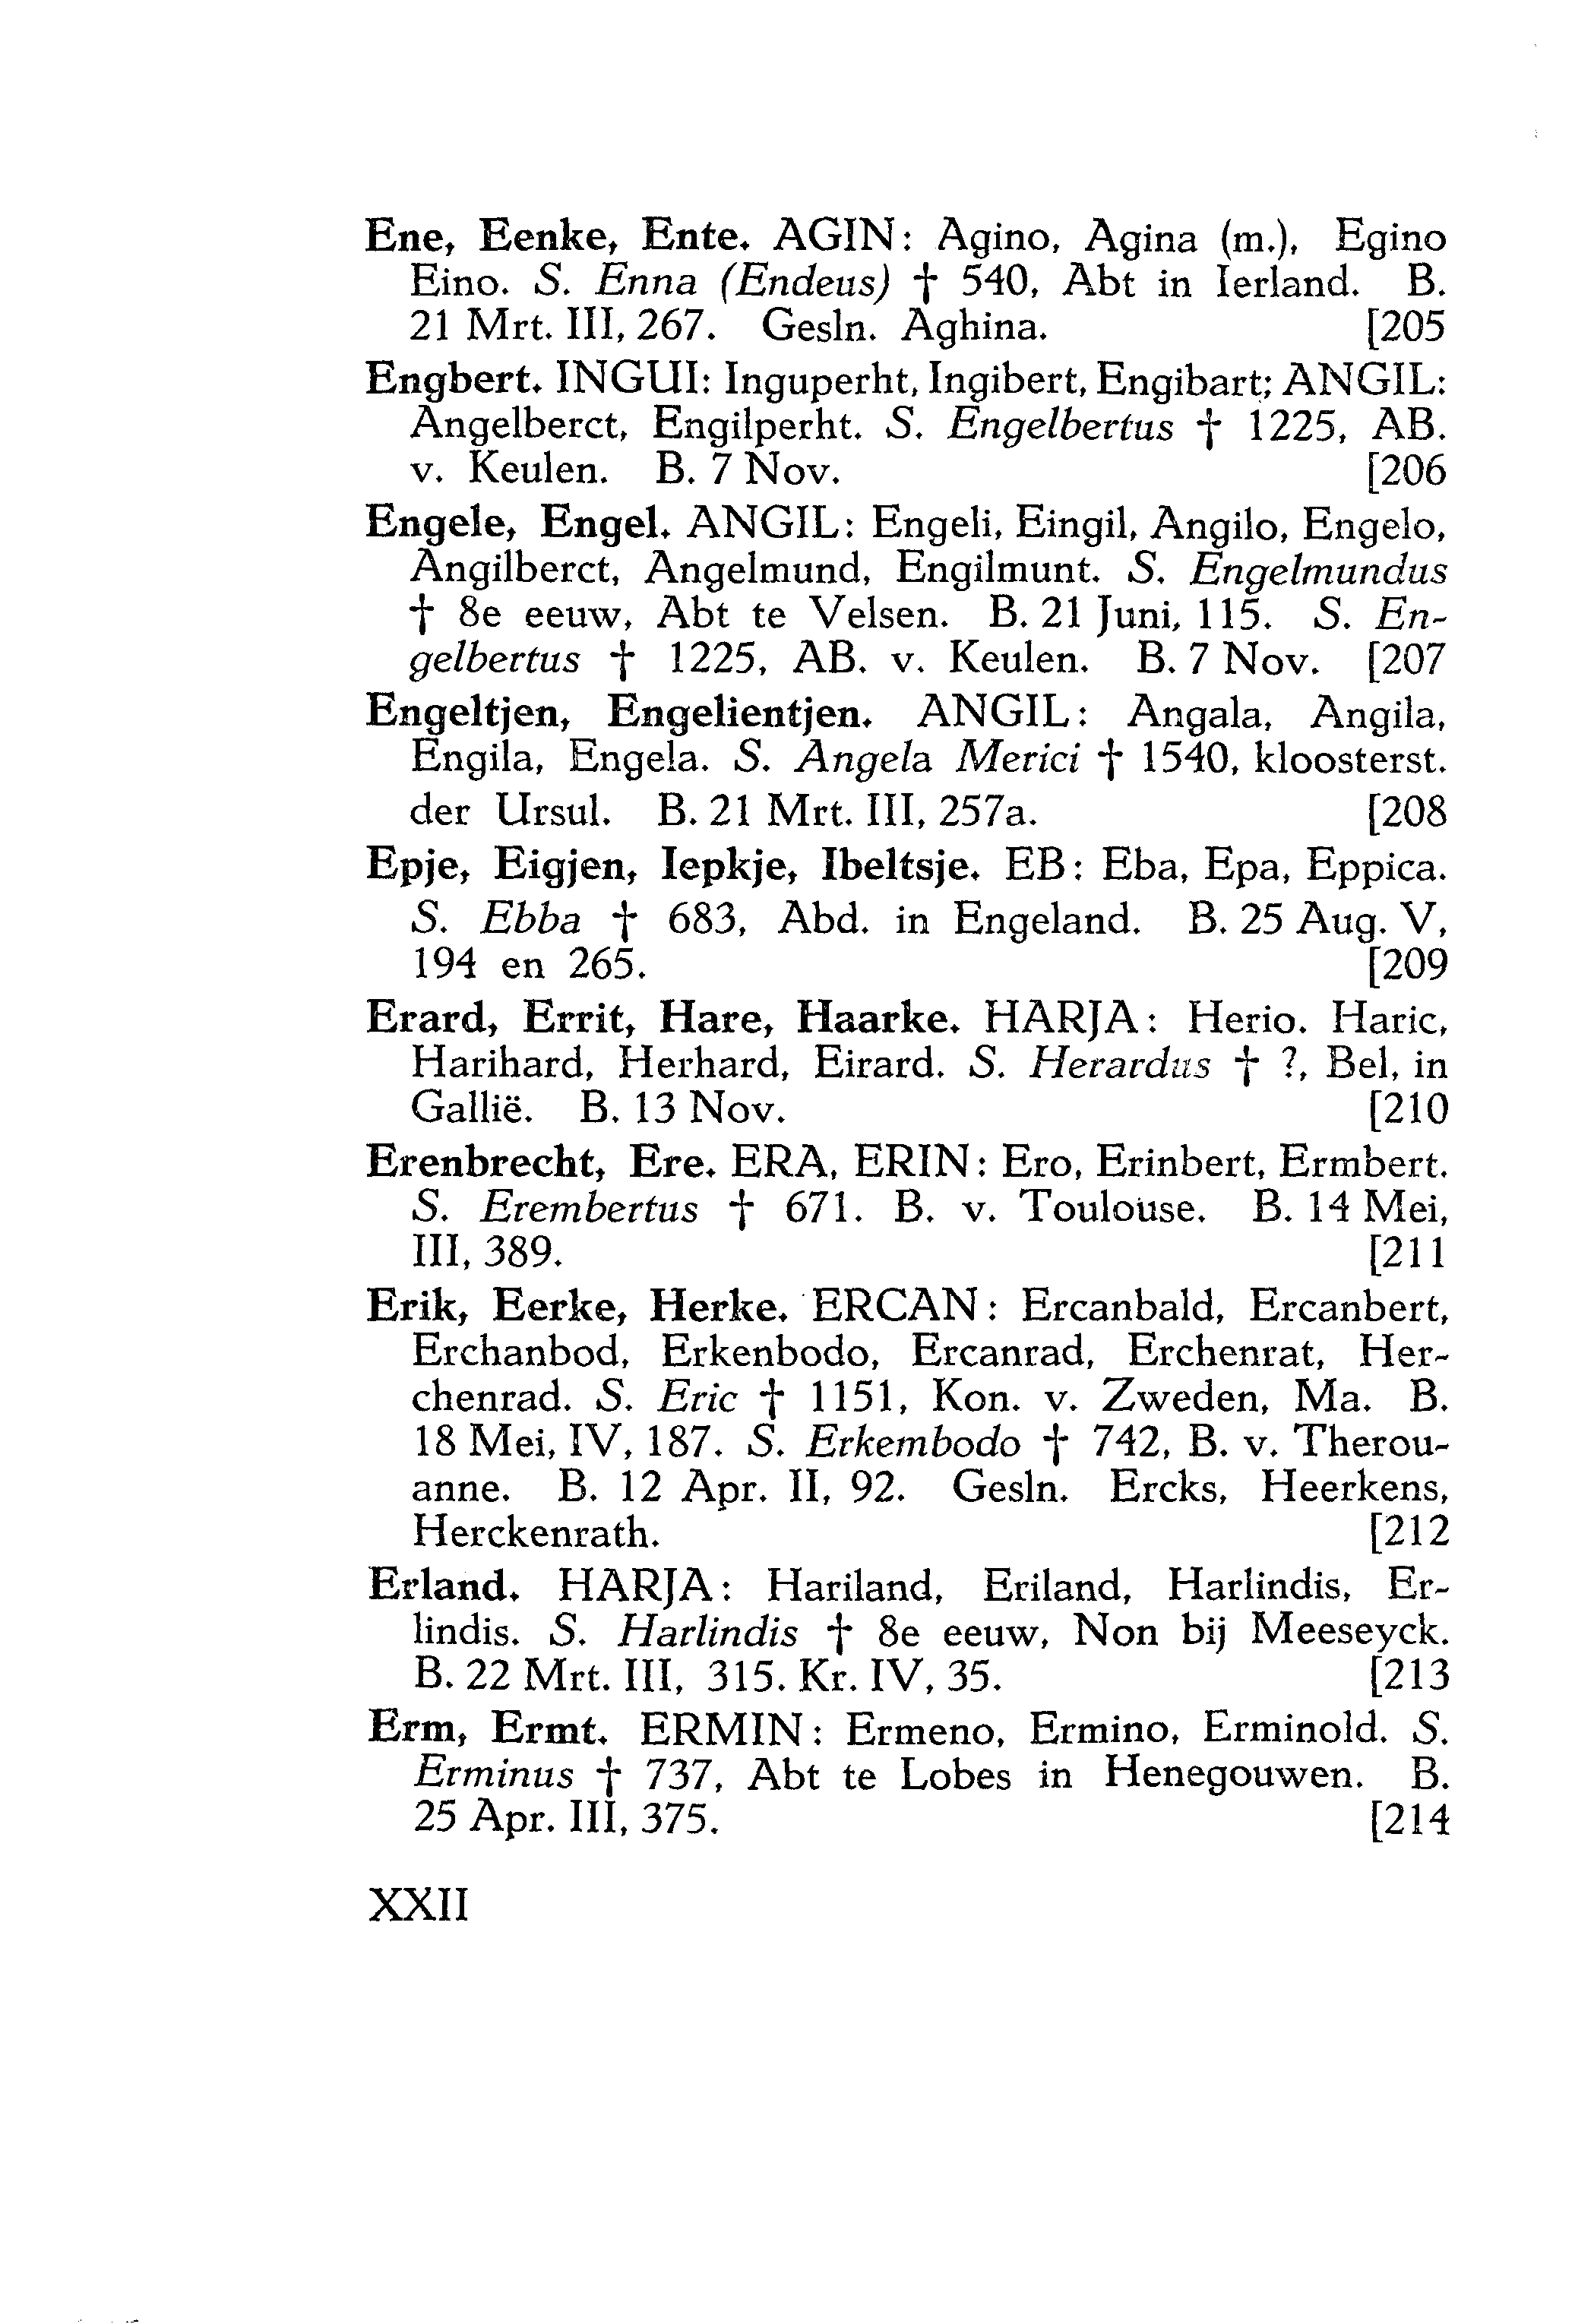 Ene, Eenke, Ente. AGIN: Agino, Agina (m.), Egino
Eino. S. Enna (Endeus) † 540, Abt in Ierland. B.
21 Mrt. III, 267. Gesln. Aghina. [205
Engbert. INGUI: Inguperht, Ingibert, Engibart; ANGIL:
Angelberct, Engilperht. S. Engelbertus † 1225, AB.
v. Keulen. B. 7 Nov. [206
Engele, Engel. ANGIL: Engeli, Eingil, Angilo, Engelo,
Angilberct, Angelmund, Engilmunt. S. Engelmundus
† 8e eeuw, Abt te Velsen. B. 21 Juni, 115. S. En-
gelbertus † 1225, AB. v. Keulen. B. 7 Nov. [207
Engeltjen, Engelientjen. ANGIL: Angala, Angila,
Engila, Engela. S. Angela Merici † 1540, kloosterst.
der Ursul. B. 21 Mrt. III, 257a. [208
Epje, Eigjen, Iepkje, Ibeltsje. EB: Eba, Epa, Eppica.
S. Ebba † 683, Abd. in Engeland. B. 25 Aug. V,
194 en 265. [209
Erard, Errit, Hare, Haarke. HARJA: Herio. Haric,
Harihard, Herhard, Eirard. S. Herardus † ?, Bel, in
Gallië. B. 13 Nov. [210
Erenbrecht, Ere. ERA, ERIN: Ero, Erinbert, Ermbert.
S. Erembertus † 671. B. v. Toulouse. B. 14 Mei,
III, 389. [211
Erik, Eerke, Herke. ERCAN: Ercanbald, Ercanbert,
Erchanbod, Erkenbodo, Ercanrad, Erchenrat, Her-
chenrad. S. Eric † 1151, Kon. v. Zweden, Ma. B.
18 Mei, IV, 187. S. Erkembodo † 742, B. v. Therou-
anne. B. 12 Apr. II, 92. Gesln. Ercks, Heerkens,
Herckenrath. [212
Erland. HARJA: Hariland, Eriland, Harlindis, Er-
lindis. S. Harlindis † 8e eeuw, Non bij Meeseyck.
B. 22 Mrt. III, 315. Kr. IV, 35. [213
Erm, Ermt. ERMIN: Ermeno, Ermino, Erminold. S.
Erminus † 737, Abt te Lobes in Henegouwen. B.
25 Apr. III, 375. [214
XXII